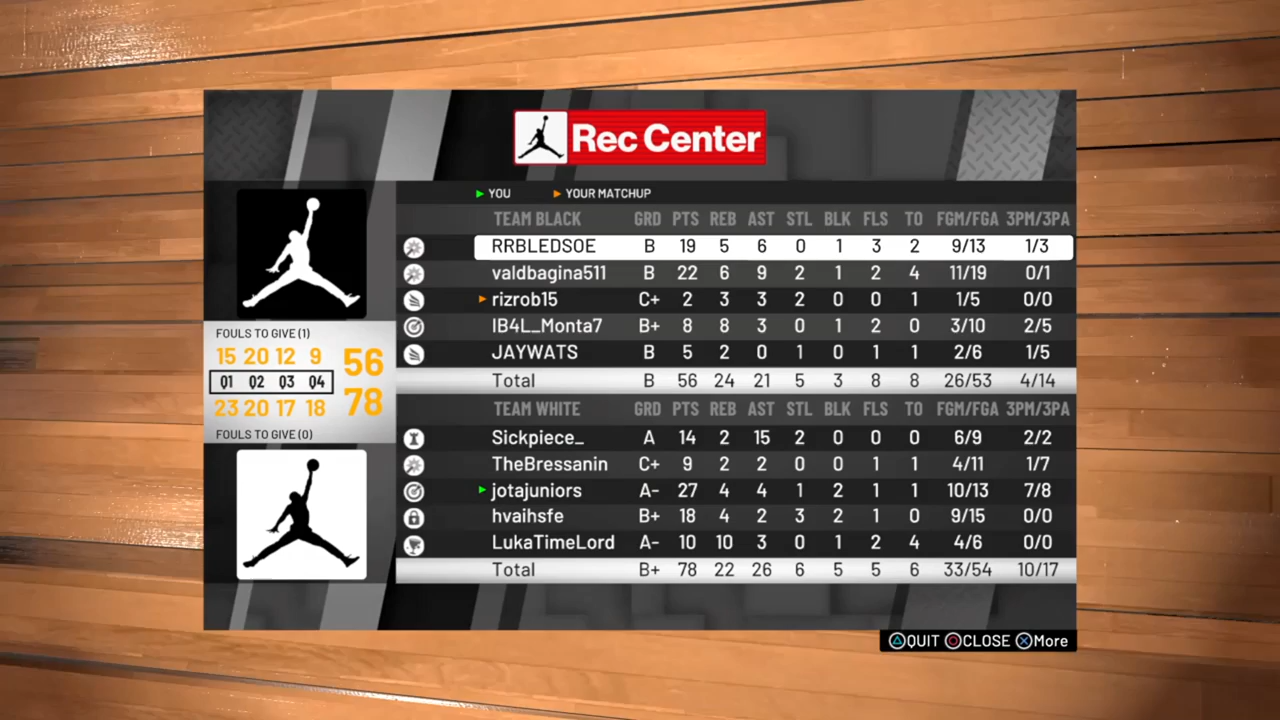 Rec Center
YOU YOUR MATCHUP
TEAM BLACK GRD PTS REB AST STL BLK FLS TO FGM/FGA 3PM/3PA
RRBLEDSOE B 19 5 6 0 1 3 2 9/13 1/3
valdbagina511 B 22 6 9 2 1 2 4 11/19 0/1
rizrob15 C+ 2 3 3 2 0 0 1 1/5 0/0
IB4L_Monta7 B+ 8 8 3 0 1 2 0 3/10 2/5
JAYWATS B 5 2 0 1 0 1 1 2/6 1/5
Total B 56 24 21 5 3 8 8 26/53 4/14
FOULS TO GIVE (1)
15 20 12 9 56
Q1 Q2 Q3 Q4
23 20 17 18 78
FOULS TO GIVE (0)
TEAM WHITE GRD PTS REB AST STL BLK FLS TO FGM/FGA 3PM/3PA
Sickpiece_ A 14 2 15 2 0 0 0 6/9 2/2
TheBressanin C+ 9 2 2 0 0 1 1 4/11 1/7
jotajuniors A- 27 4 4 1 2 1 1 10/13 7/8
hvaihsfe B+ 18 4 2 3 2 1 0 9/15 0/0
LukaTimeLord A- 10 10 3 0 1 2 4 4/6 0/0
Total B+ 78 22 26 6 5 5 6 33/54 10/17
QUIT CLOSE More